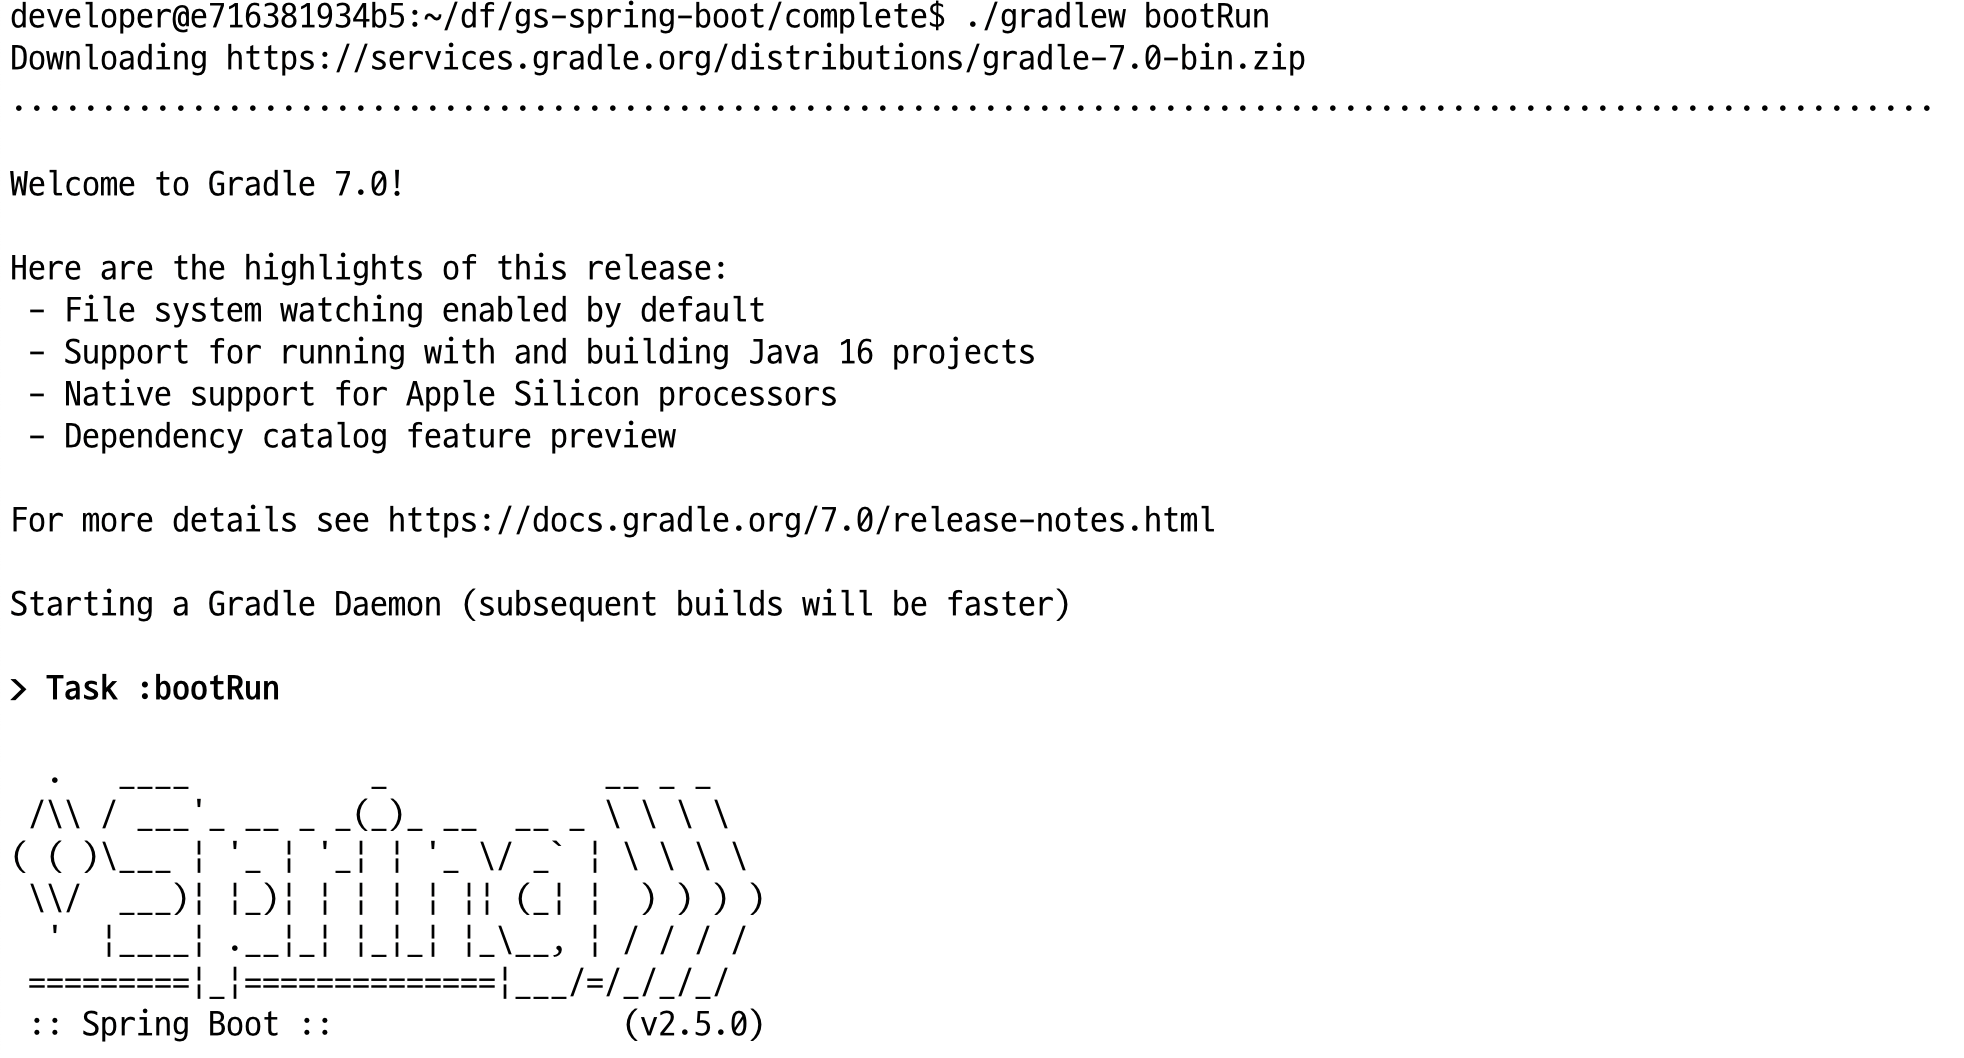 developer@e716381934b5:~/df/gs-spring-boot/complete$ ./gradlew bootRun
Downloading https://services.gradle.org/distributions/gradle-7.0-bin.zip
...........................................................................................................
Welcome to Gradle 7.0!
Here are the highlights of this release:
 - File system watching enabled by default
 - Support for running with and building Java 16 projects
 - Native support for Apple Silicon processors
 - Dependency catalog feature preview
For more details see https://docs.gradle.org/7.0/release-notes.html
Starting a Gradle Daemon (subsequent builds will be faster)
> Task :bootRun
  .   ____          _            __ _ _
 /\\ / ___'_ __ _ _(_)_ __  __ _ \ \ \ \
( ( )\___ | '_ | '_| | '_ \/ _` | \ \ \ \
 \\/  ___)| |_)| | | | | || (_| |  ) ) ) )
  '  |____| .__|_| |_|_| |_\__, | / / / /
 =========|_|==============|___/=/_/_/_/
 :: Spring Boot ::                (v2.5.0)